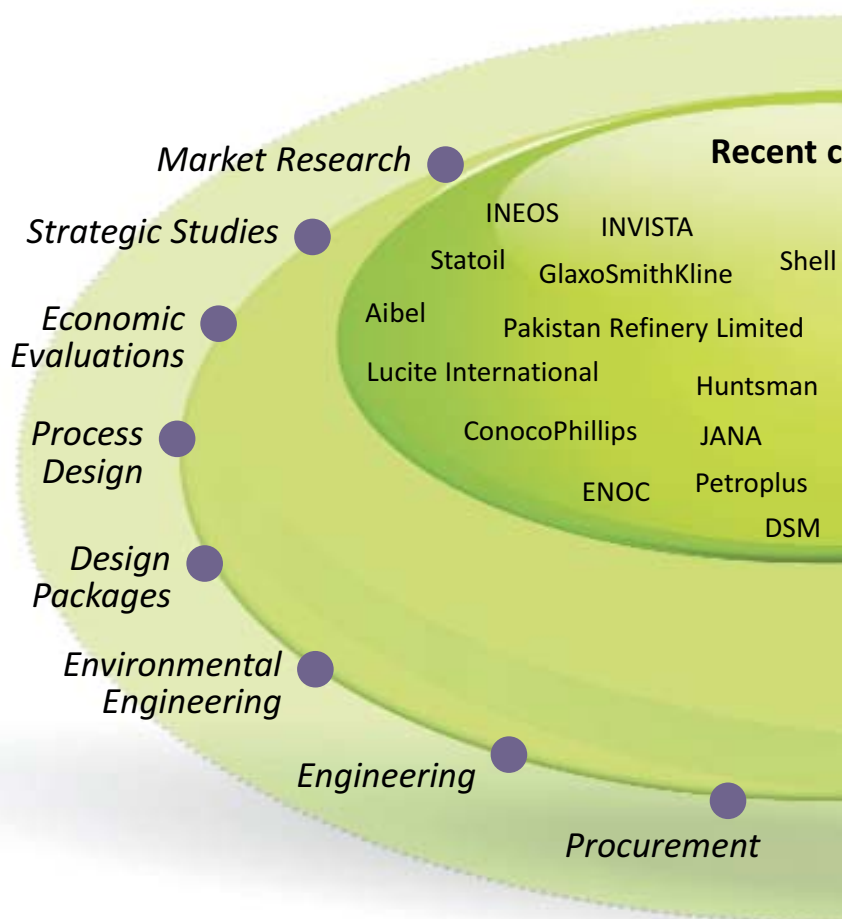 Market Research
Strategic Studies
Economic
Evaluations
Process
Design
Design
Packages
Environmental
Engineering
Engineering
Procurement
Recent c
INEOS
INVISTA
Statoil
GlaxoSmithKline
Shell
Aibel
Pakistan Refinery Limited
Lucite International
Huntsman
ConocoPhillips
JANA
ENOC
Petroplus
DSM